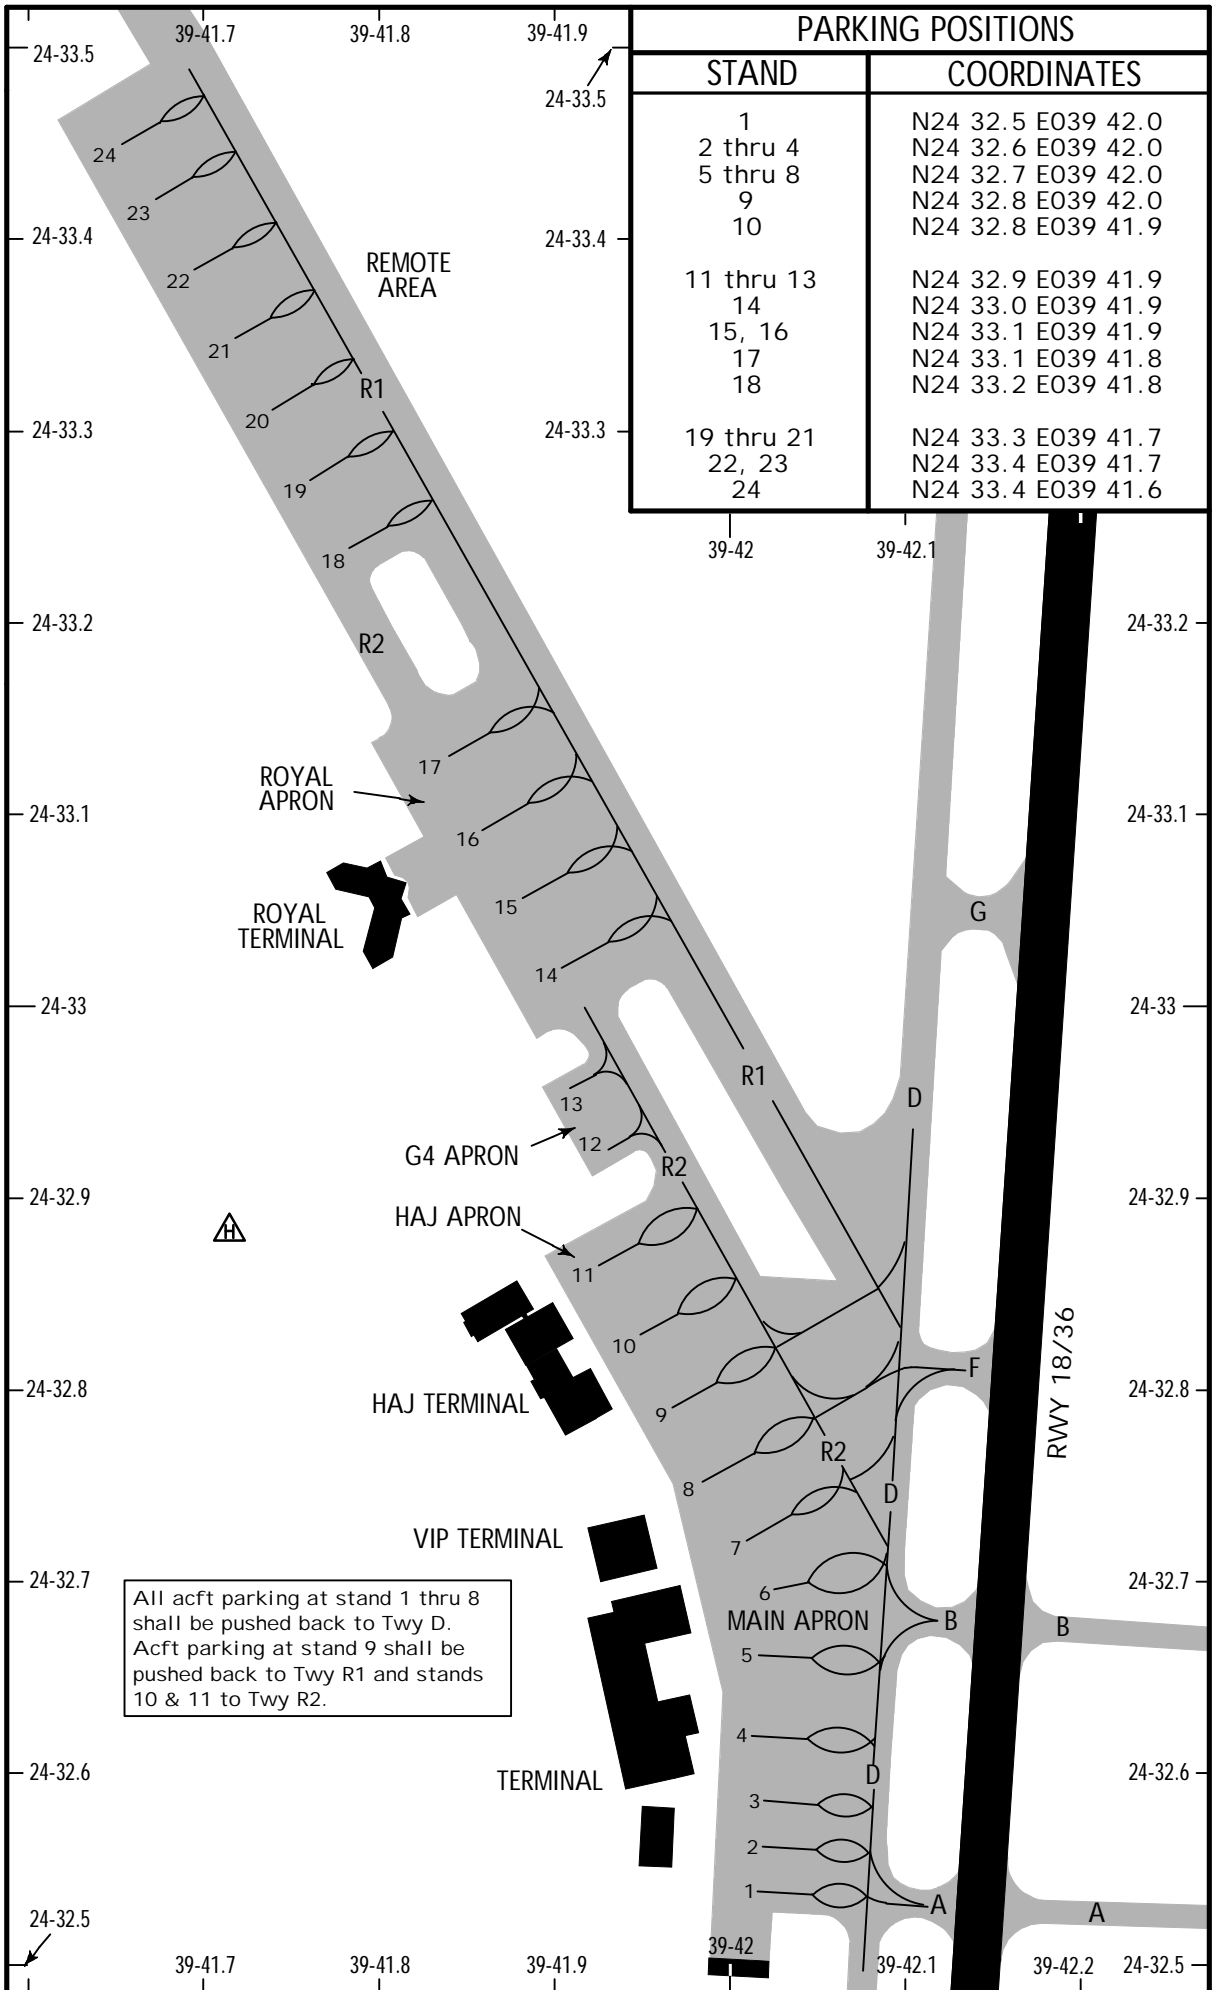 39-41.7
39-41.8
39-41.9
24-33.5
24-33.5
PARKING POSITIONS
STAND COORDINATES
1 N24 32.5 E039 42.0
2 thru 4 N24 32.6 E039 42.0
5 thru 8 N24 32.7 E039 42.0
9 N24 32.8 E039 42.0
10 N24 32.8 E039 41.9
11 thru 13 N24 32.9 E039 41.9
14 N24 33.0 E039 41.9
15, 16 N24 33.1 E039 41.9
17 N24 33.1 E039 41.8
18 N24 33.2 E039 41.8
19 thru 21 N24 33.3 E039 41.7
22, 23 N24 33.4 E039 41.7
24 N24 33.4 E039 41.6
24
23
24-33.4
24-33.4
REMOTE
AREA
22
21
R1
20
24-33.3
24-33.3
19
18
39-42
39-42.1
24-33.2
R2
24-33.2
17
ROYAL
APRON
24-33.1
16
24-33.1
15
ROYAL
TERMINAL
G
14
24-33
24-33
R1
D
13
12
G4 APRON
R2
24-32.9
24-32.9
HAJ APRON
H
11
10
F
RWY 18/36
24-32.8
24-32.8
HAJ TERMINAL
9
R2
8
D
VIP TERMINAL
7
24-32.7
6
24-32.7
All acft parking at stand 1 thru 8
shall be pushed back to Twy D.
Acft parking at stand 9 shall be
pushed back to Twy R1 and stands
10 & 11 to Twy R2.
MAIN APRON
B
B
5
4
24-32.6
TERMINAL
D
24-32.6
3
2
1
A
A
24-32.5
39-42
39-41.7
39-41.8
39-41.9
39-42.1
39-42.2
24-32.5